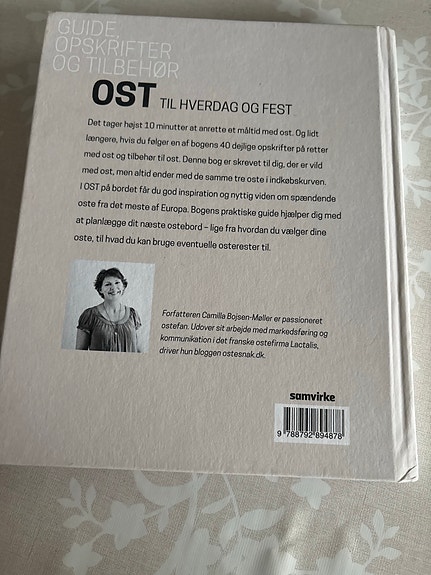 GUIDE,
OPSKRIFTER
OG TILBEHØR
OST TIL HVERDAG OG FEST
Det tager højst 10 minutter at anrette et måltid med ost. Og lidt
længere, hvis du følger en af bogens 40 dejlige opskrifter på retter
med ost og tilbehør til ost. Denne bog er skrevet til dig, der er vild
med ost, men altid ender med de samme tre oste i indkøbskurven.
I OST på bordet får du god inspiration og nyttig viden om spændende
oste fra det meste af Europa. Bogens praktiske guide hjælper dig med
at planlægge dit næste ostebord – lige fra hvordan du vælger dine
oste, til hvad du kan bruge eventuelle osterester til.
Forfatteren Camilla Bojsen-Møller er passioneret
ostefan. Udover sit arbejde med markedsføring og
kommunikation i det franske ostefirma Lactalis,
driver hun bloggen ostesnak.dk.
samvirke
9 788792 894878